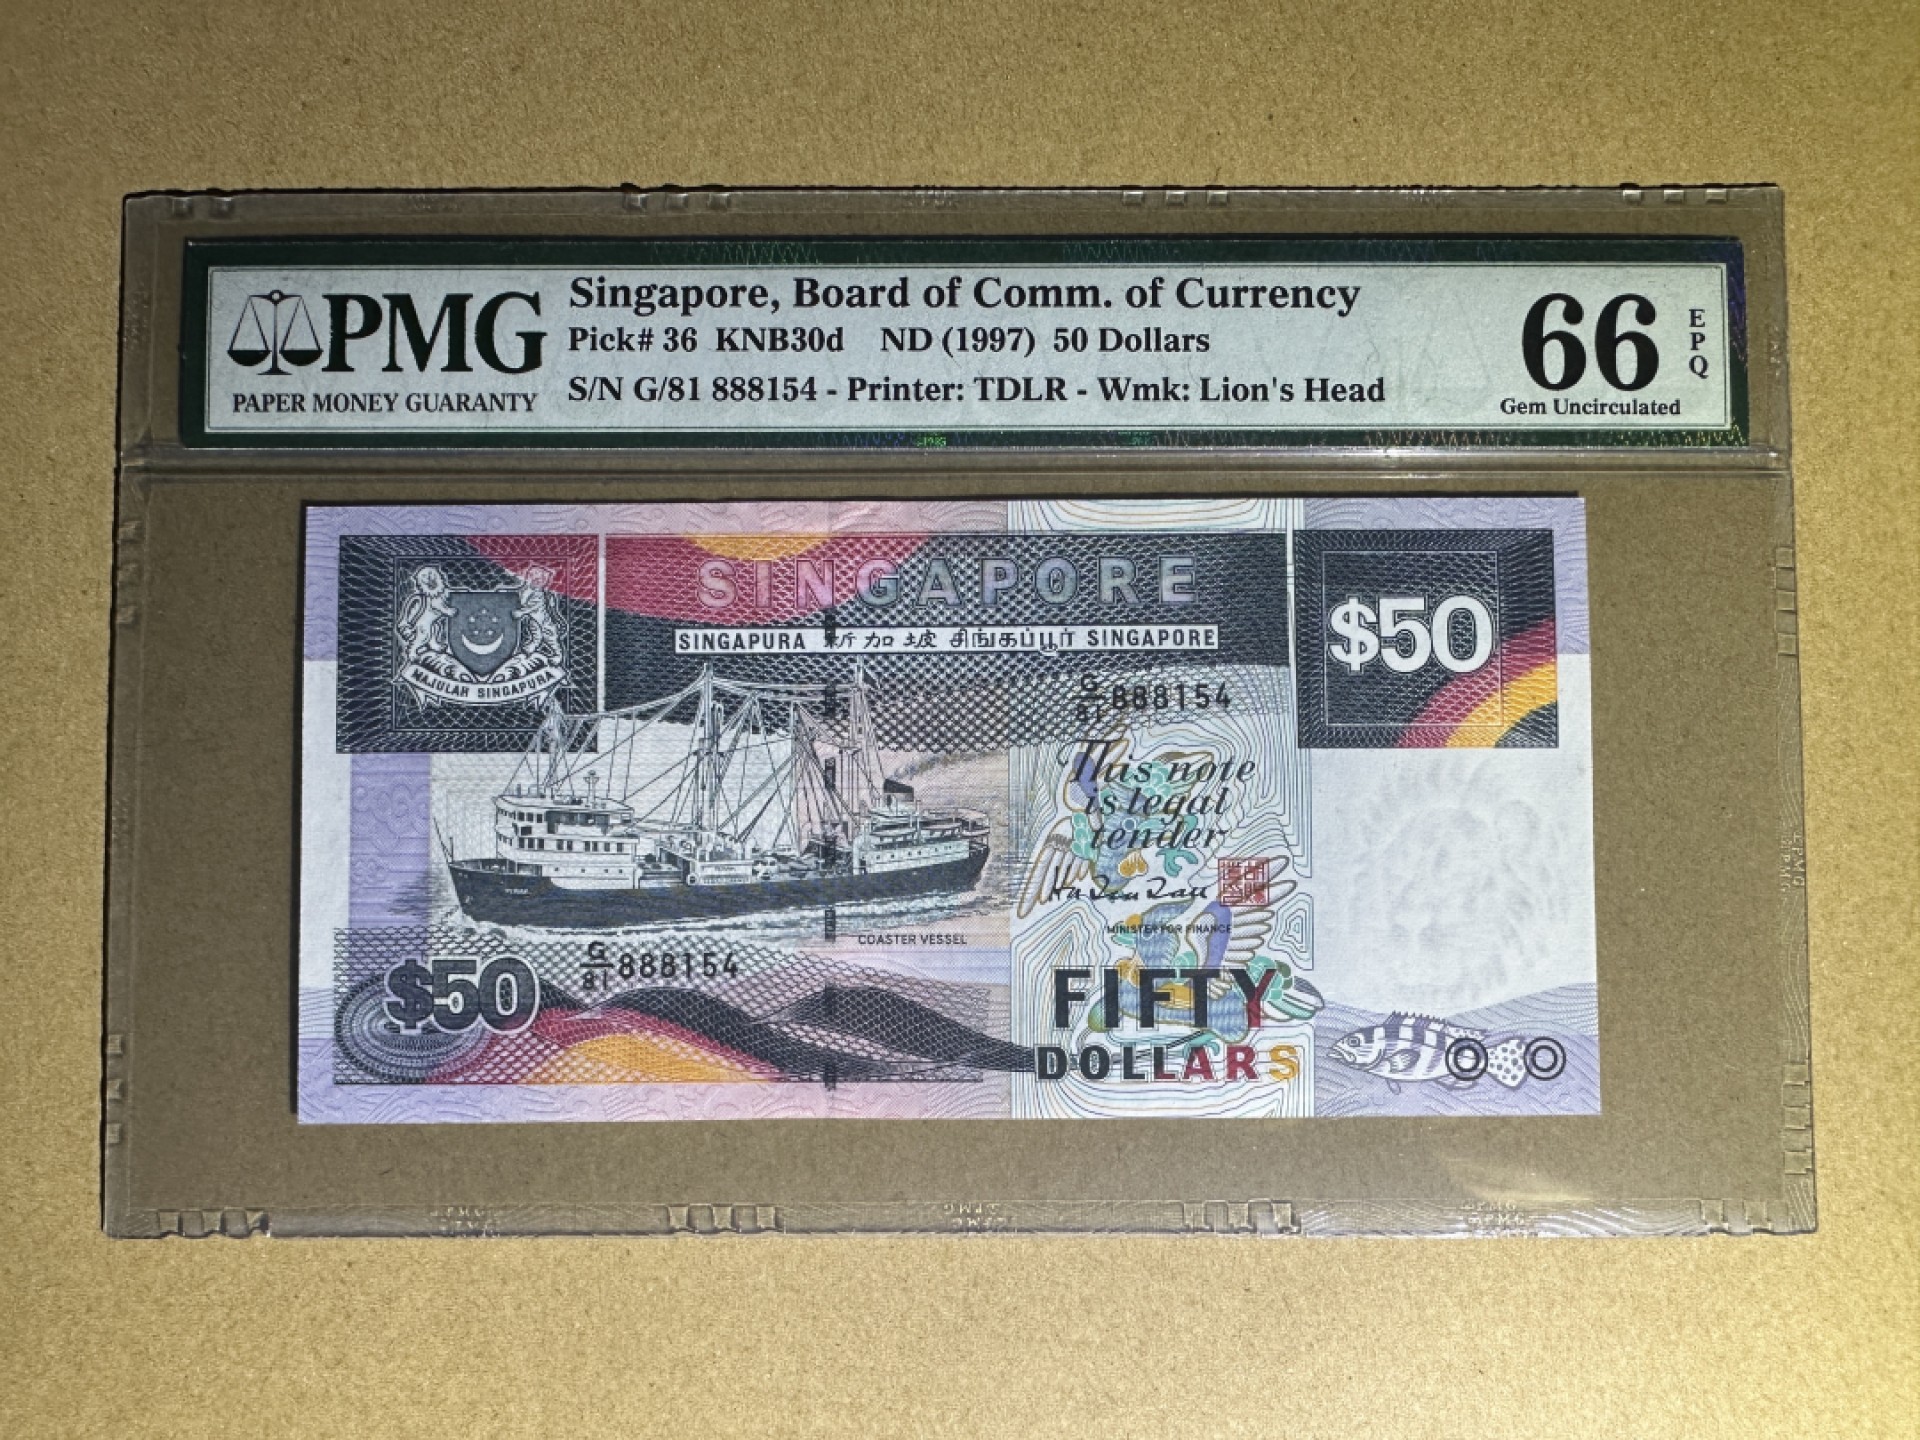 PMG
PAPER MONEY GUARANTY
Singapore, Board of Comm. of Currency
Pick# 36 KNB30d ND (1997) 50 Dollars
S/N G/81 888154 - Printer: TDLR - Wmk: Lion's Head
66
EPQ
Gem Uncirculated
SINGAPORE
SINGAPURA 新加坡 சிங்கப்பூர் SINGAPORE
$50
MAJULAH SINGAPURA
G/81 888154
This note
is legal
tender
MINISTER FOR FINANCE
COASTER VESSEL
G/81 888154
$50
FIFTY
DOLLARS